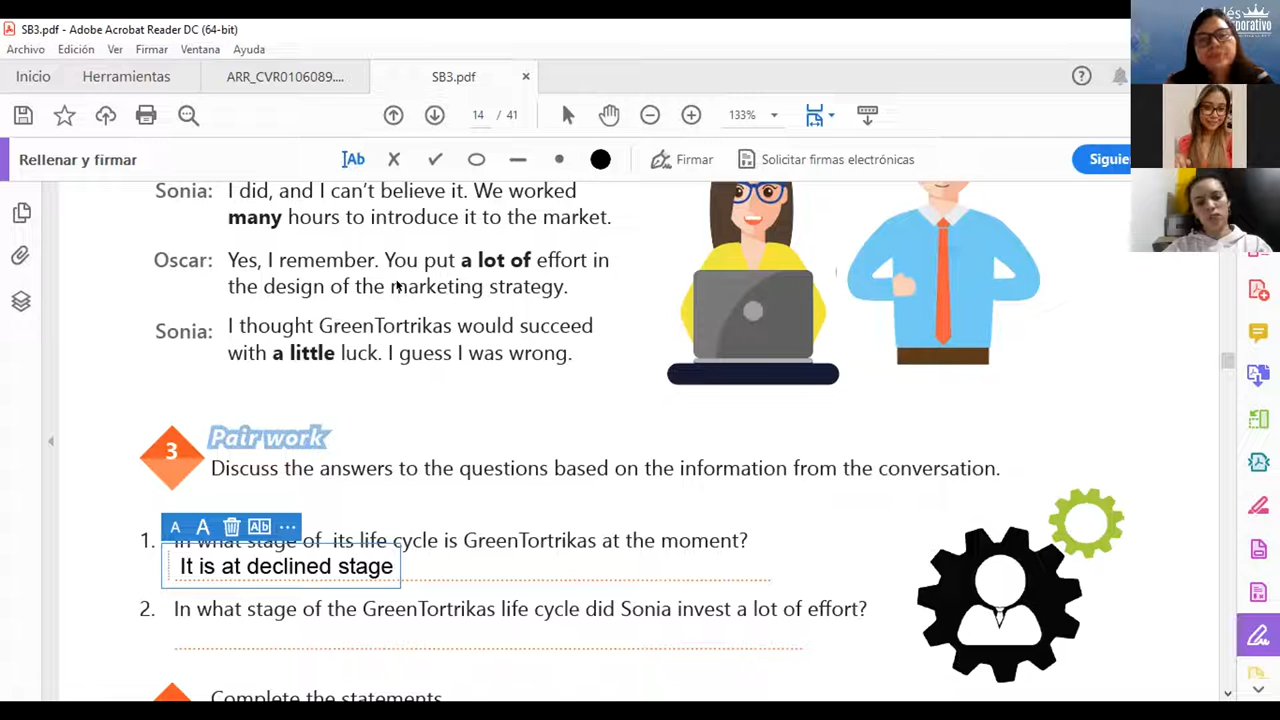 SB3.pdf - Adobe Acrobat Reader DC (64-bit)
Archivo Edición Ver Firmar Ventana Ayuda
Inicio Herramientas ARR_CVR0106089.... SB3.pdf
14 / 41 133%
Rellenar y firmar Ab Firmar Solicitar firmas electrónicas Siguie
Sonia: I did, and I can't believe it. We worked
many hours to introduce it to the market.
Oscar: Yes, I remember. You put a lot of effort in
the design of the marketing strategy.
Sonia: I thought GreenTortrikas would succeed
with a little luck. I guess I was wrong.
3 Pair work
Discuss the answers to the questions based on the information from the conversation.
A A Ab
1. In what stage of its life cycle is GreenTortrikas at the moment?
It is at declined stage
2. In what stage of the GreenTortrikas life cycle did Sonia invest a lot of effort?
Complete the statements